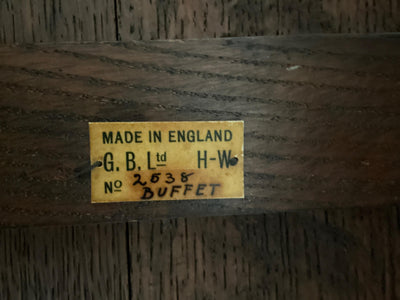 MADE IN ENGLAND
G. B. Ltd H-W
No 2538
BUFFET